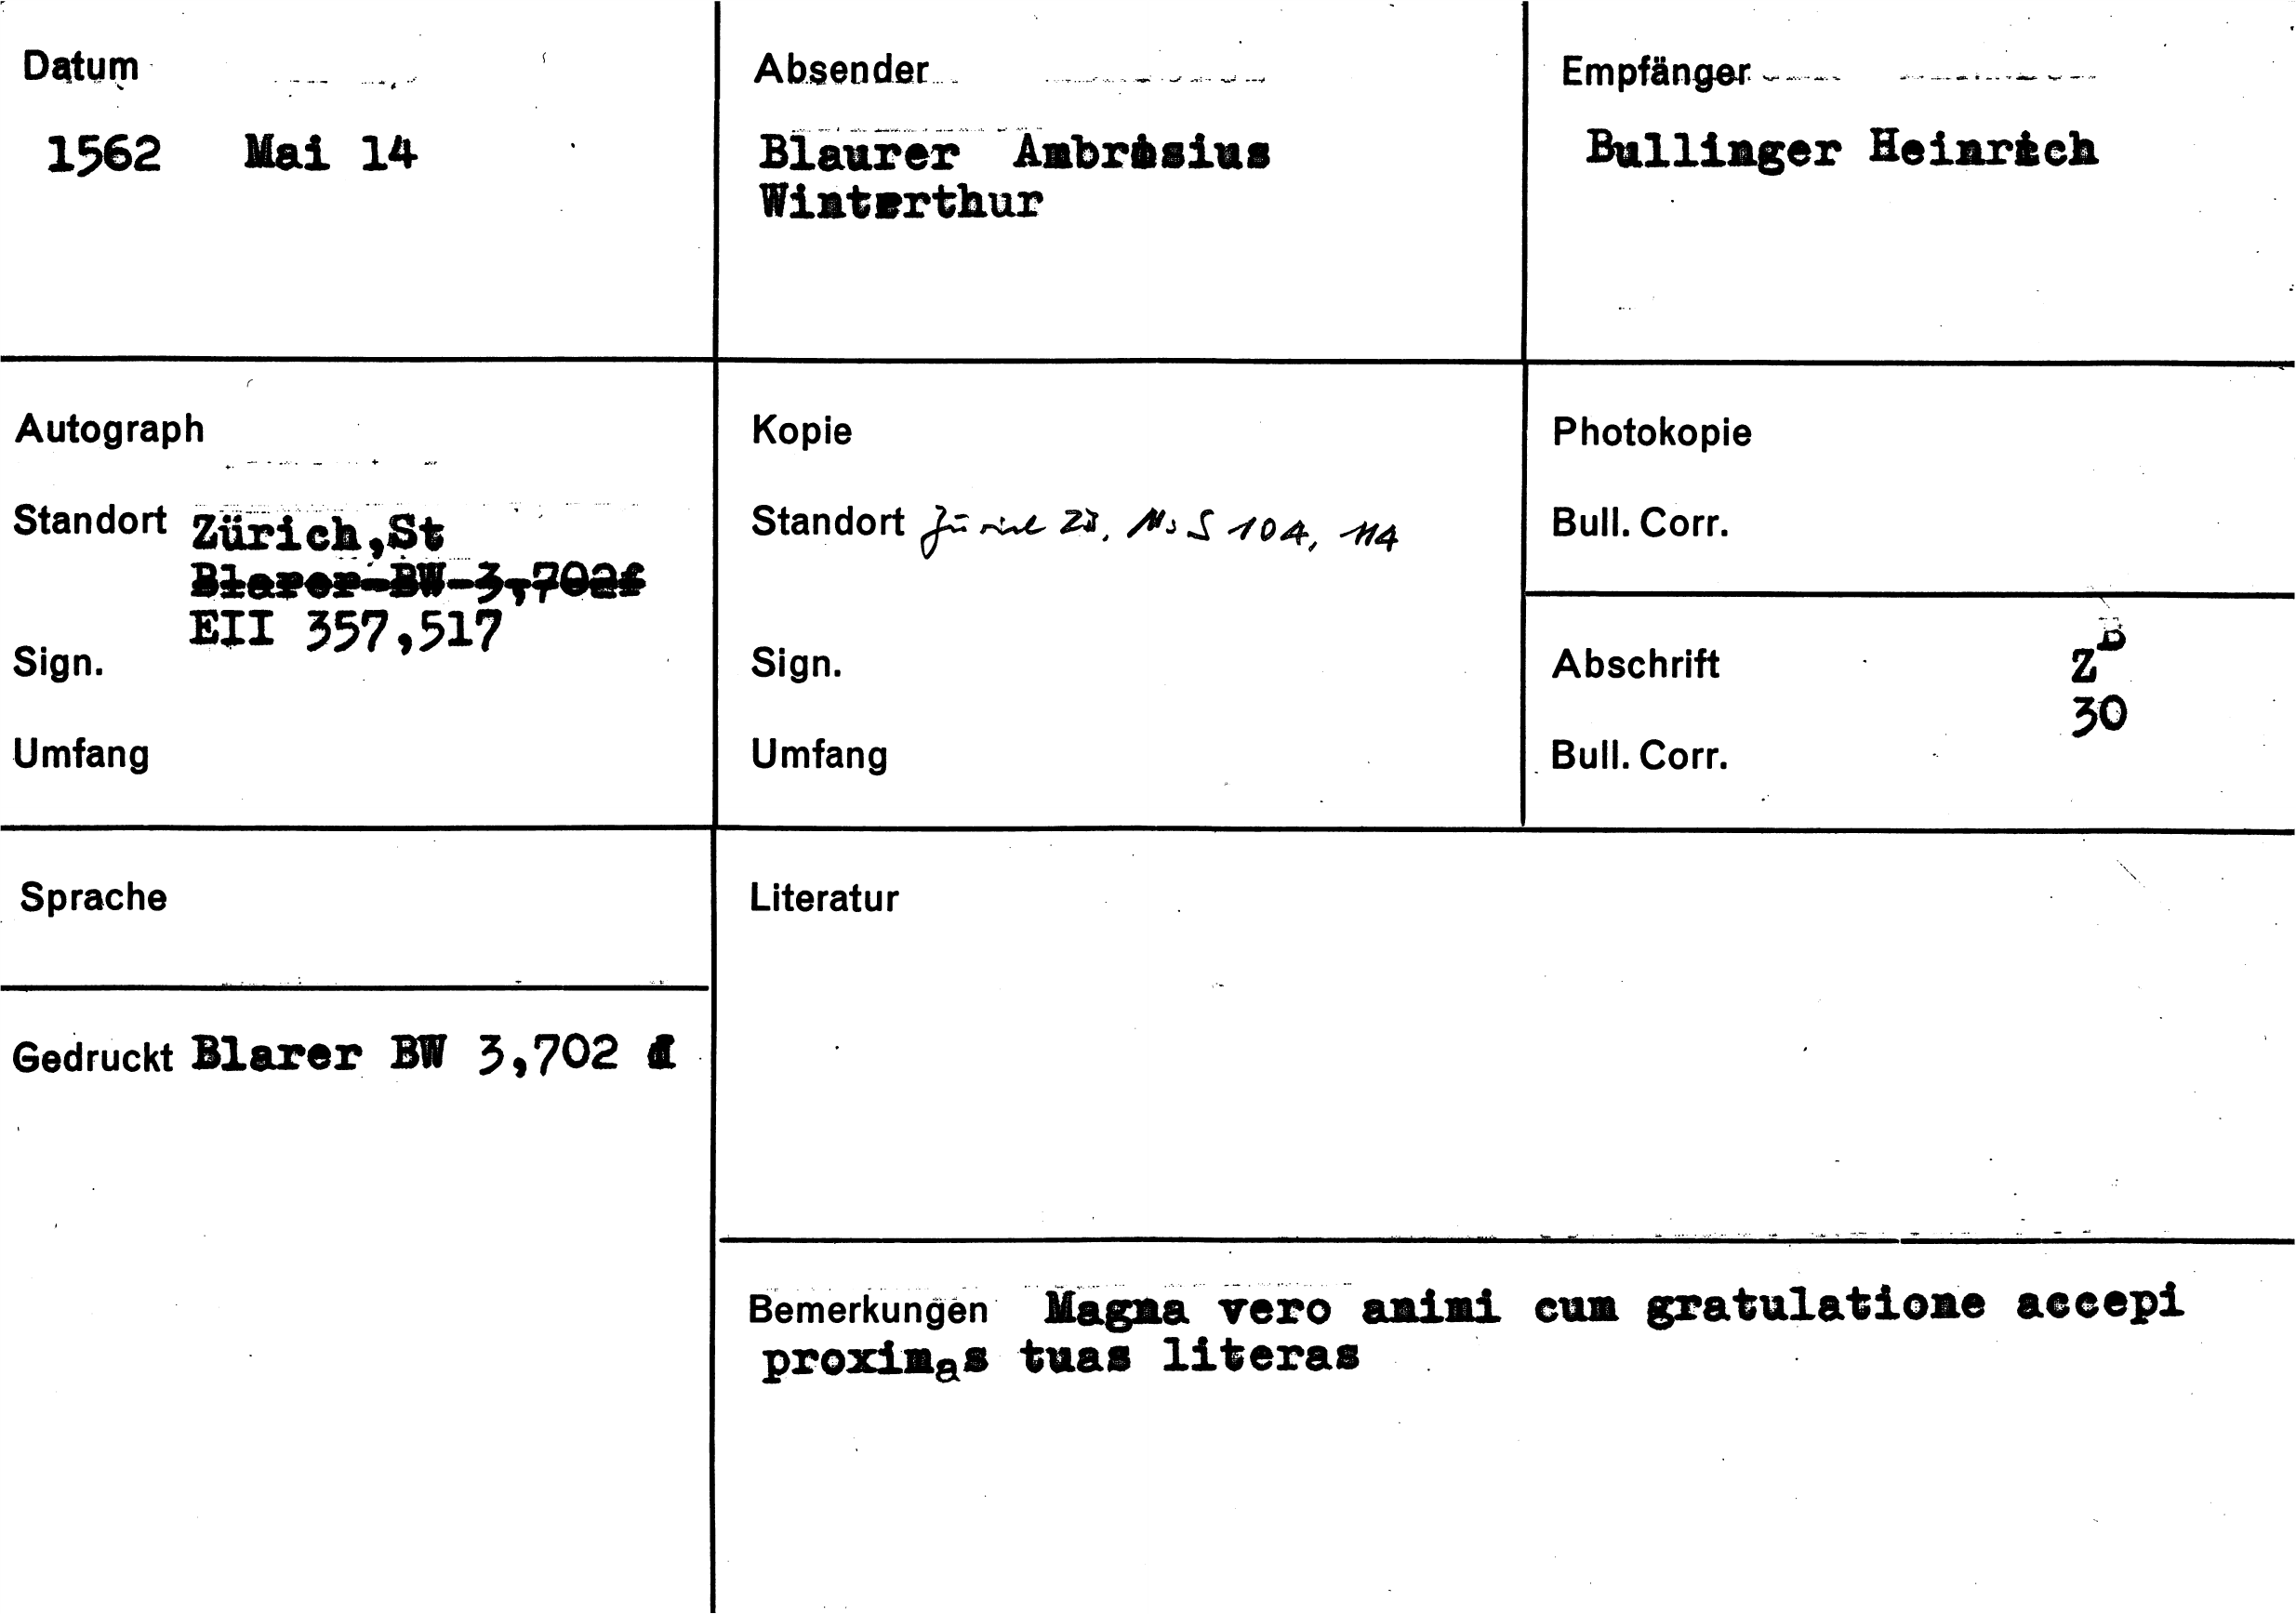 Datum
1562 Mai 14
Absender
Blaurer Ambrosius
Winterthur
Empfänger
Bullinger Heinrich
Autograph
Standort Zürich,St
Blarer BW 3,702f
EII 357,517
Sign.
Umfang
Kopie
Standort Zürich ZB, Ms S 104, 114
Sign.
Umfang
Photokopie
Bull. Corr.
Abschrift ZB
30
Bull. Corr.
Sprache
Gedruckt Blarer BW 3,702
Literatur
Bemerkungen Magna vero animi cum gratulatione accepi
proximas tuas literas